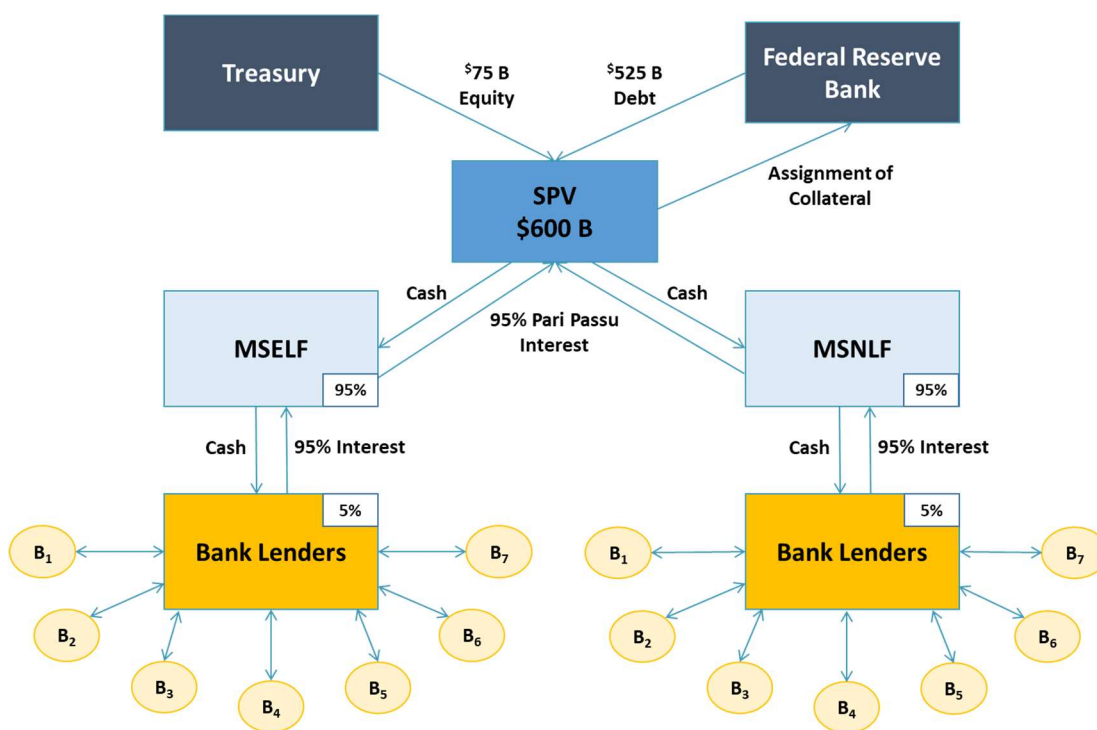 Treasury
$75 B
Equity
$525 B
Debt
Federal Reserve
Bank
SPV
$600 B
Assignment of
Collateral
Cash
95% Pari Passu
Interest
Cash
MSELF
95%
MSNLF
95%
Cash
95% Interest
Cash
95% Interest
5%
Bank Lenders
B1
B2
B3
B4
B5
B6
B7
5%
Bank Lenders
B1
B2
B3
B4
B5
B6
B7